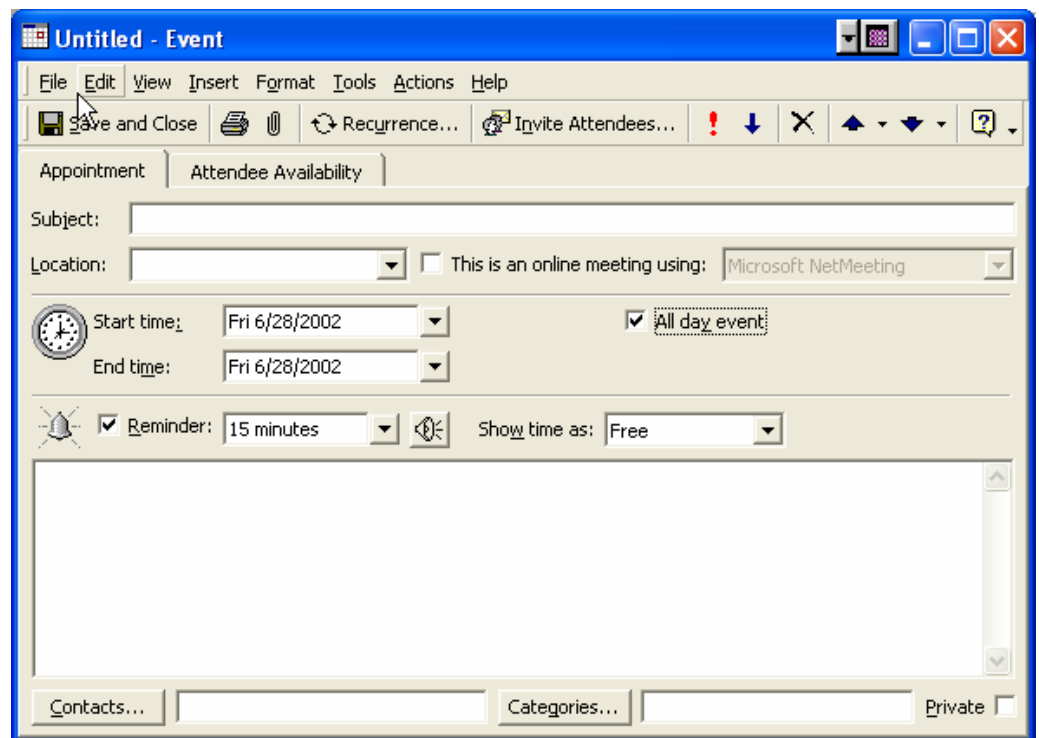 Untitled - Event
File Edit View Insert Format Tools Actions Help
Save and Close Recurrence... Invite Attendees...
Appointment Attendee Availability
Subject:
Location: This is an online meeting using: Microsoft NetMeeting
Start time: Fri 6/28/2002 All day event
End time: Fri 6/28/2002
Reminder: 15 minutes Show time as: Free
Contacts... Categories... Private